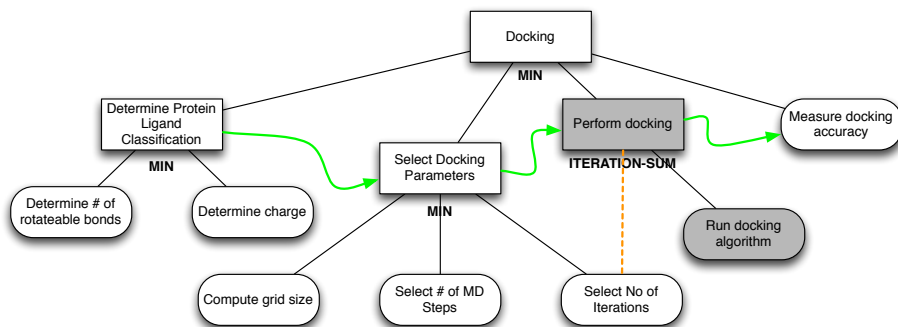 Docking
MIN
Determine Protein
Ligand
Classification
MIN
Perform docking
ITERATION-SUM
Measure docking
accuracy
Select Docking
Parameters
MIN
Determine # of
rotateable bonds
Determine charge
Run docking
algorithm
Compute grid size
Select # of MD
Steps
Select No of
Iterations